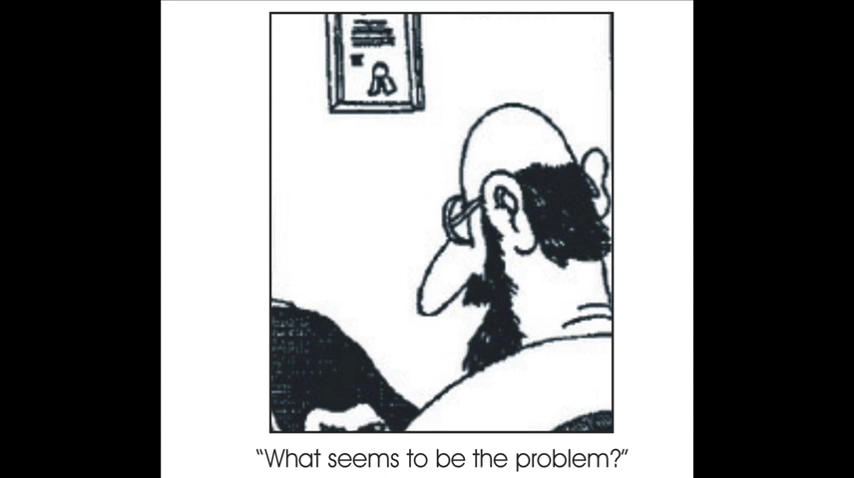 “What seems to be the problem?”